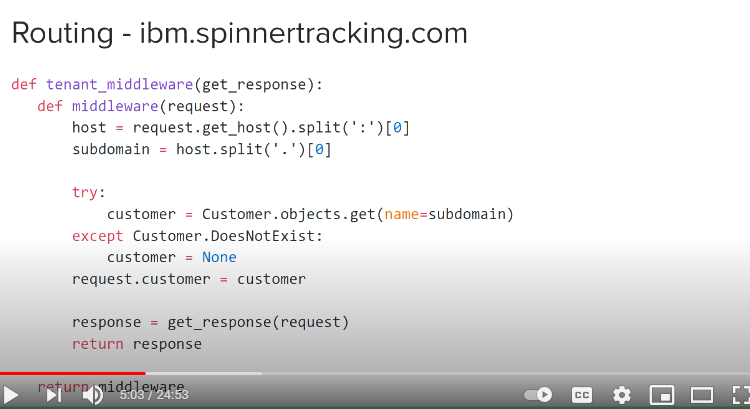 Routing - ibm.spinnertracking.com
def tenant_middleware(get_response):
    def middleware(request):
        host = request.get_host().split(':')[0]
        subdomain = host.split('.')[0]
        try:
            customer = Customer.objects.get(name=subdomain)
        except Customer.DoesNotExist:
            customer = None
        request.customer = customer
        response = get_response(request)
        return response
    return middleware
5:03 / 24:53
CC